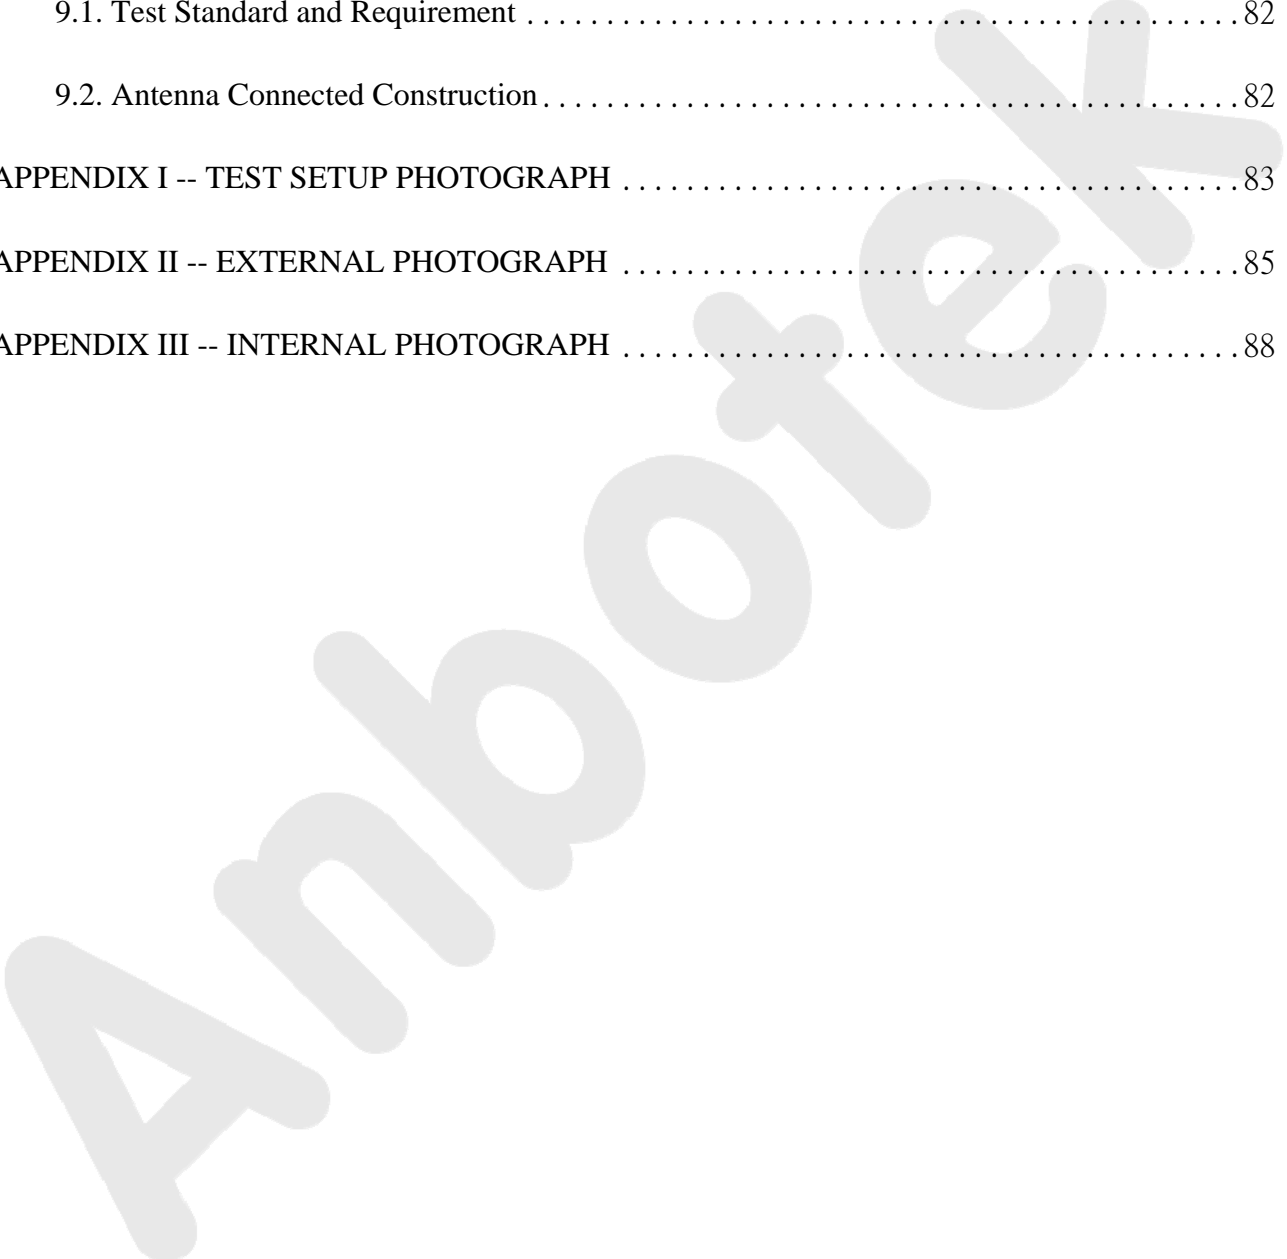 9.1. Test Standard and Requirement ............................................. 82
9.2. Antenna Connected Construction ............................................ 82
APPENDIX I -- TEST SETUP PHOTOGRAPH ....................................... 83
APPENDIX II -- EXTERNAL PHOTOGRAPH ....................................... 85
APPENDIX III -- INTERNAL PHOTOGRAPH ....................................... 88
Anbotek